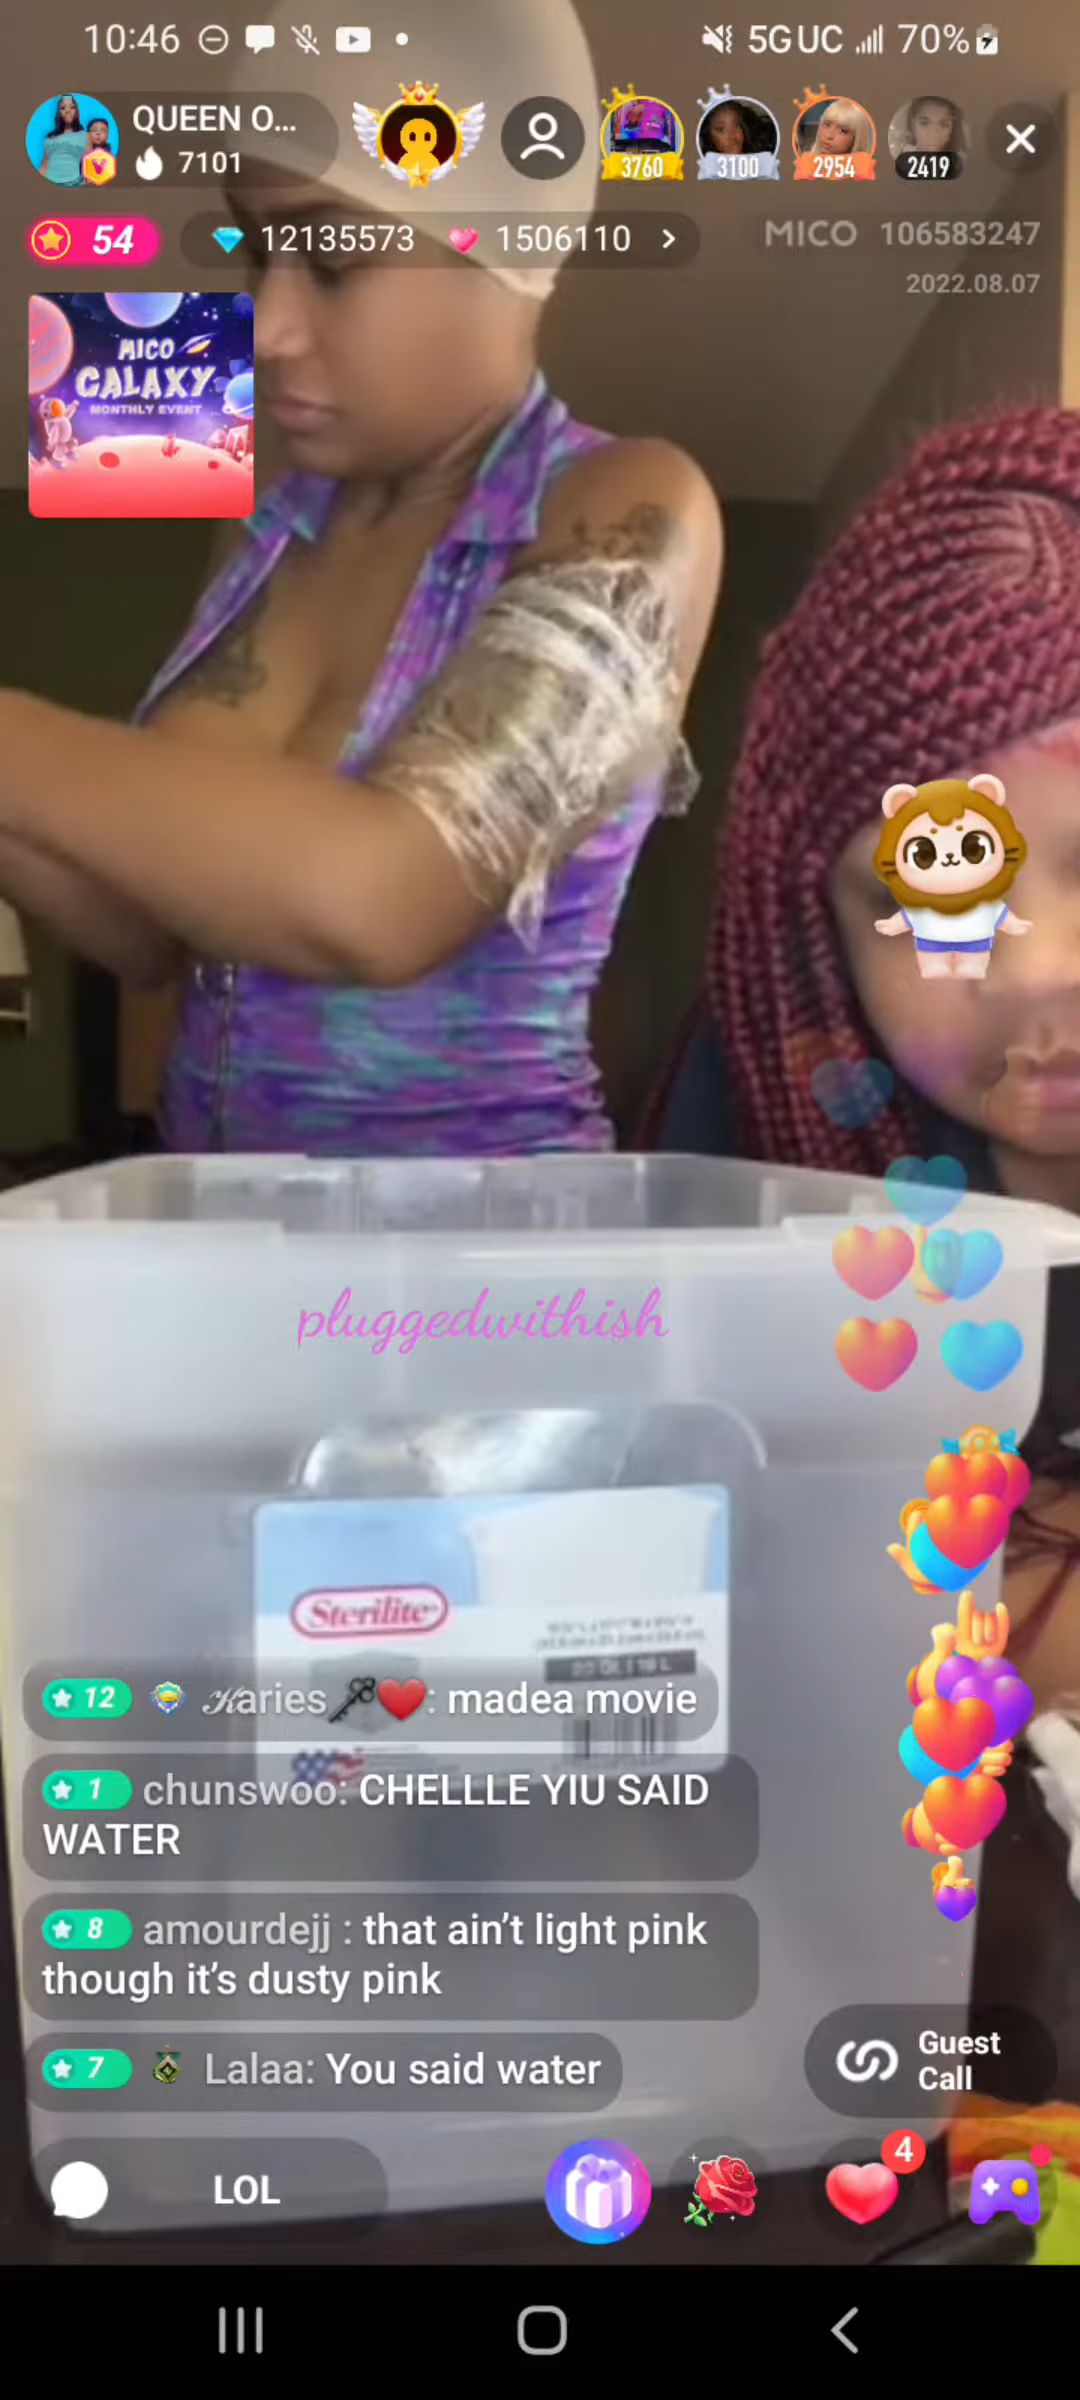 10:46 5GUC 70%
QUEEN O...
7101
3760 3100 2954 2419
54 12135573 1506110 >
MICO 106583247
2022.08.07
MICO
GALAXY
MONTHLY EVENT
pluggedwithish
Sterilite
12 𝒦aries🗝❤: madea movie
1 chunswoo: CHELLLE YIU SAID
WATER
8 amourdejj : that ain't light pink
though it's dusty pink
7 Lalaa: You said water
Guest
Call
LOL
4